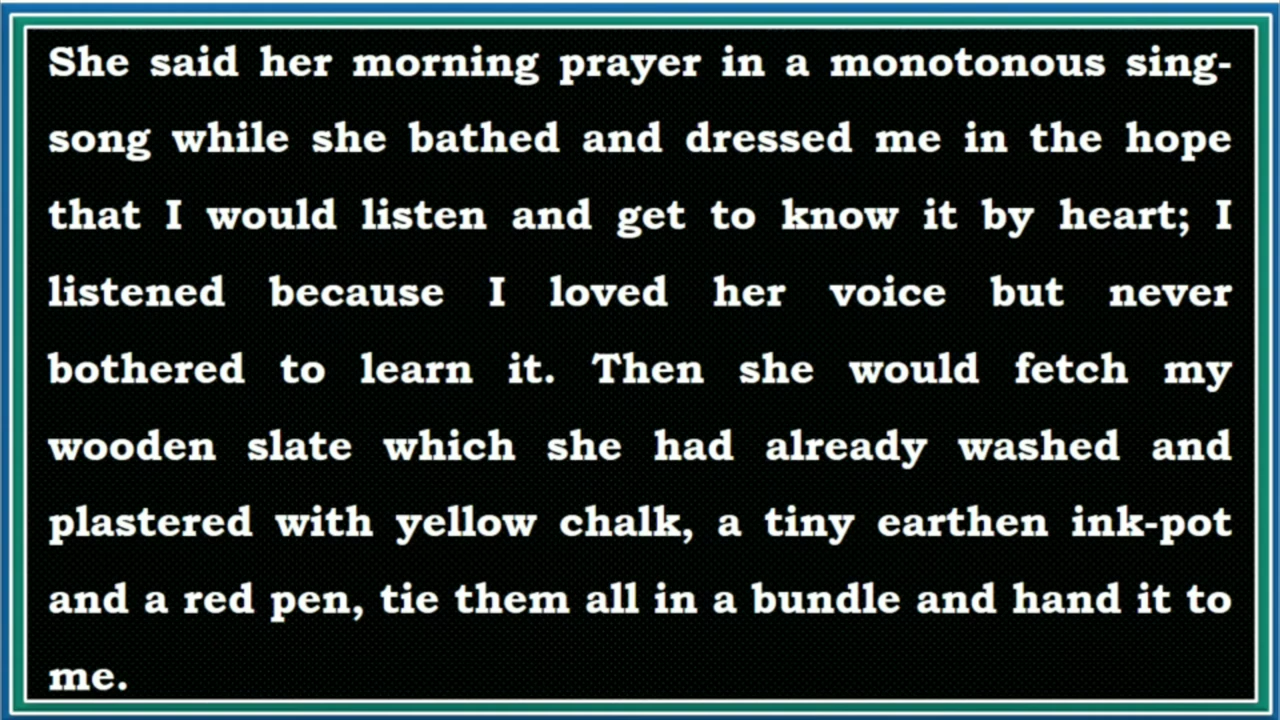 She said her morning prayer in a monotonous sing-
song while she bathed and dressed me in the hope
that I would listen and get to know it by heart; I
listened because I loved her voice but never
bothered to learn it. Then she would fetch my
wooden slate which she had already washed and
plastered with yellow chalk, a tiny earthen ink-pot
and a red pen, tie them all in a bundle and hand it to
me.